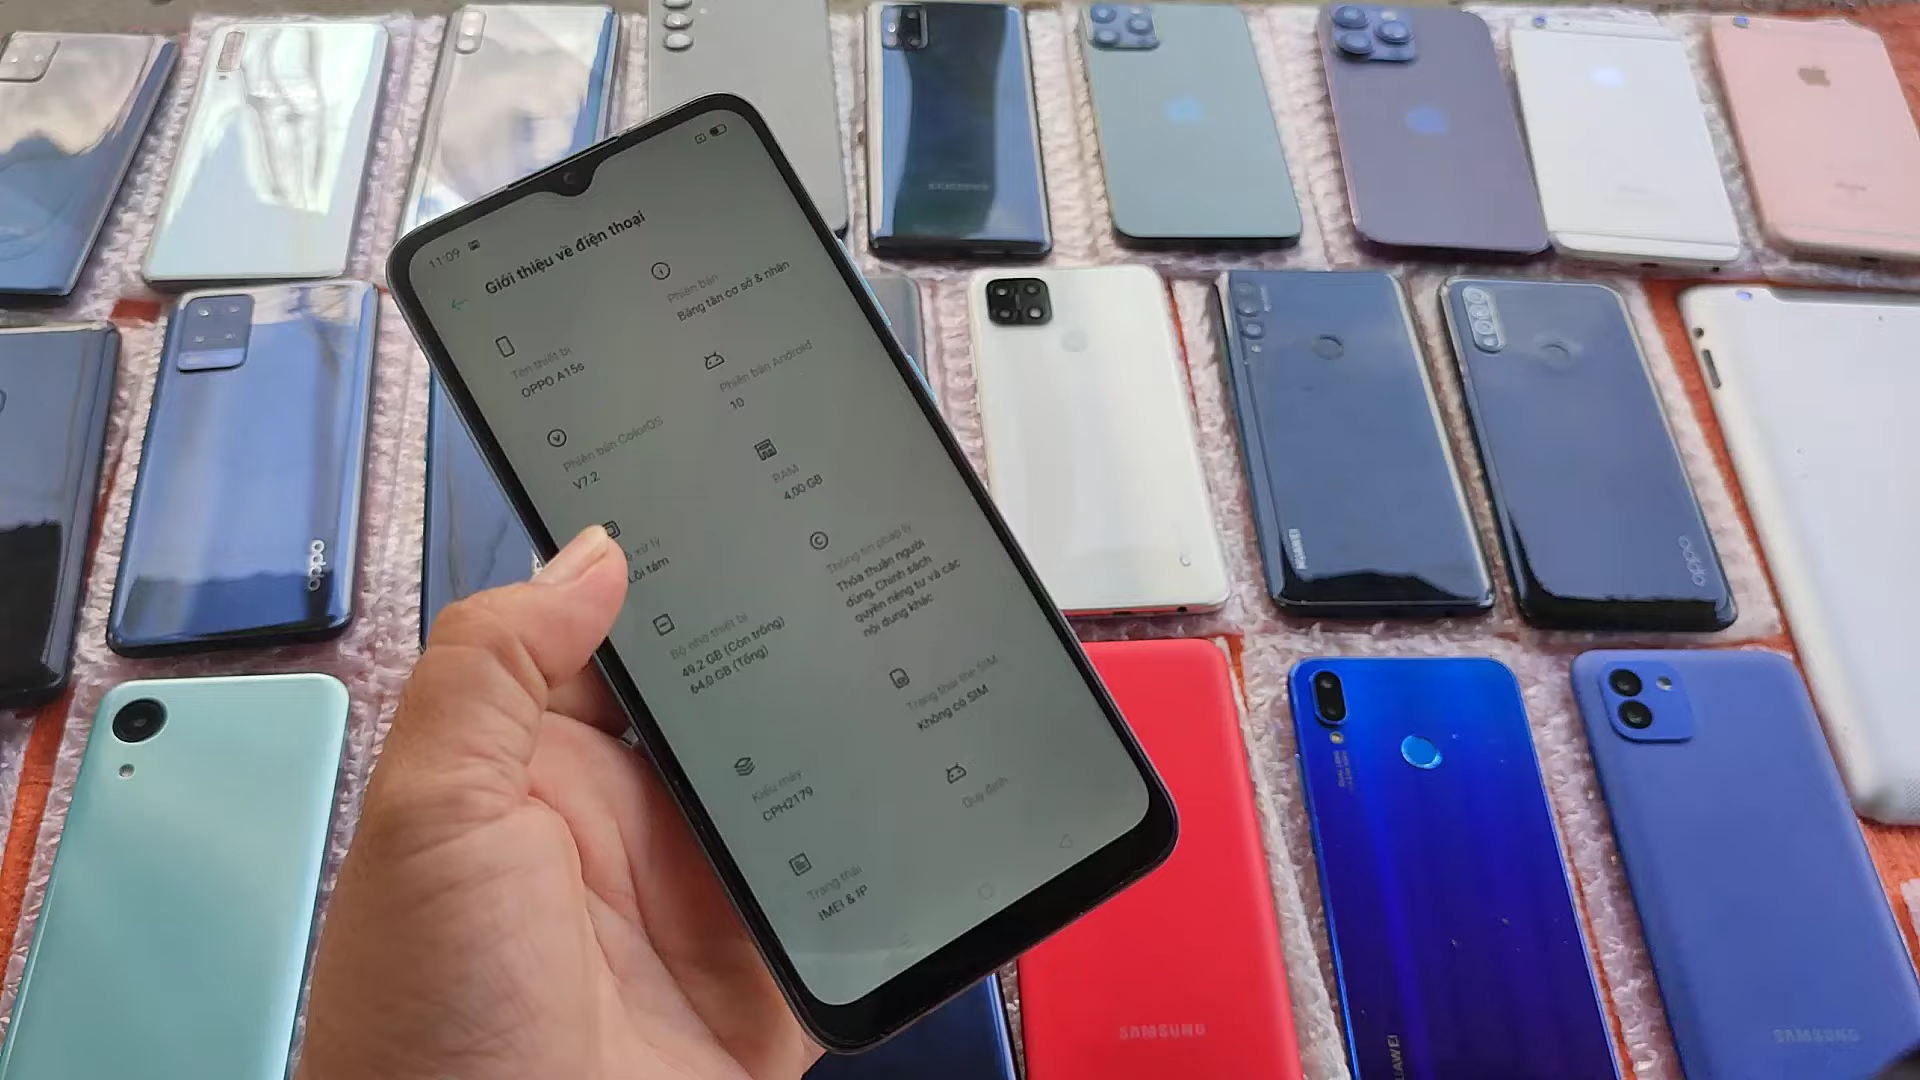 11:09
Giới thiệu về điện thoại
Tên thiết bị
OPPO A15s
Phiên bản
Băng tần cơ sở & nhân
Phiên bản ColorOS
V7.2
Phiên bản Android
10
xử lý
Lõi tám
RAM
4,00 GB
Bộ nhớ thiết bị
49,2 GB (Còn trống)
64,0 GB (Tổng)
Thông tin pháp lý
Thỏa thuận người
dùng, Chính sách
quyền riêng tư và các
nội dung khác
Kiểu máy
CPH2179
Trạng thái thẻ SIM
Không có SIM
Trạng thái
IMEI & IP
Quy định
SAMSUNG
oppo
HUAWEI
oppo
SAMSUNG
SAMSUNG